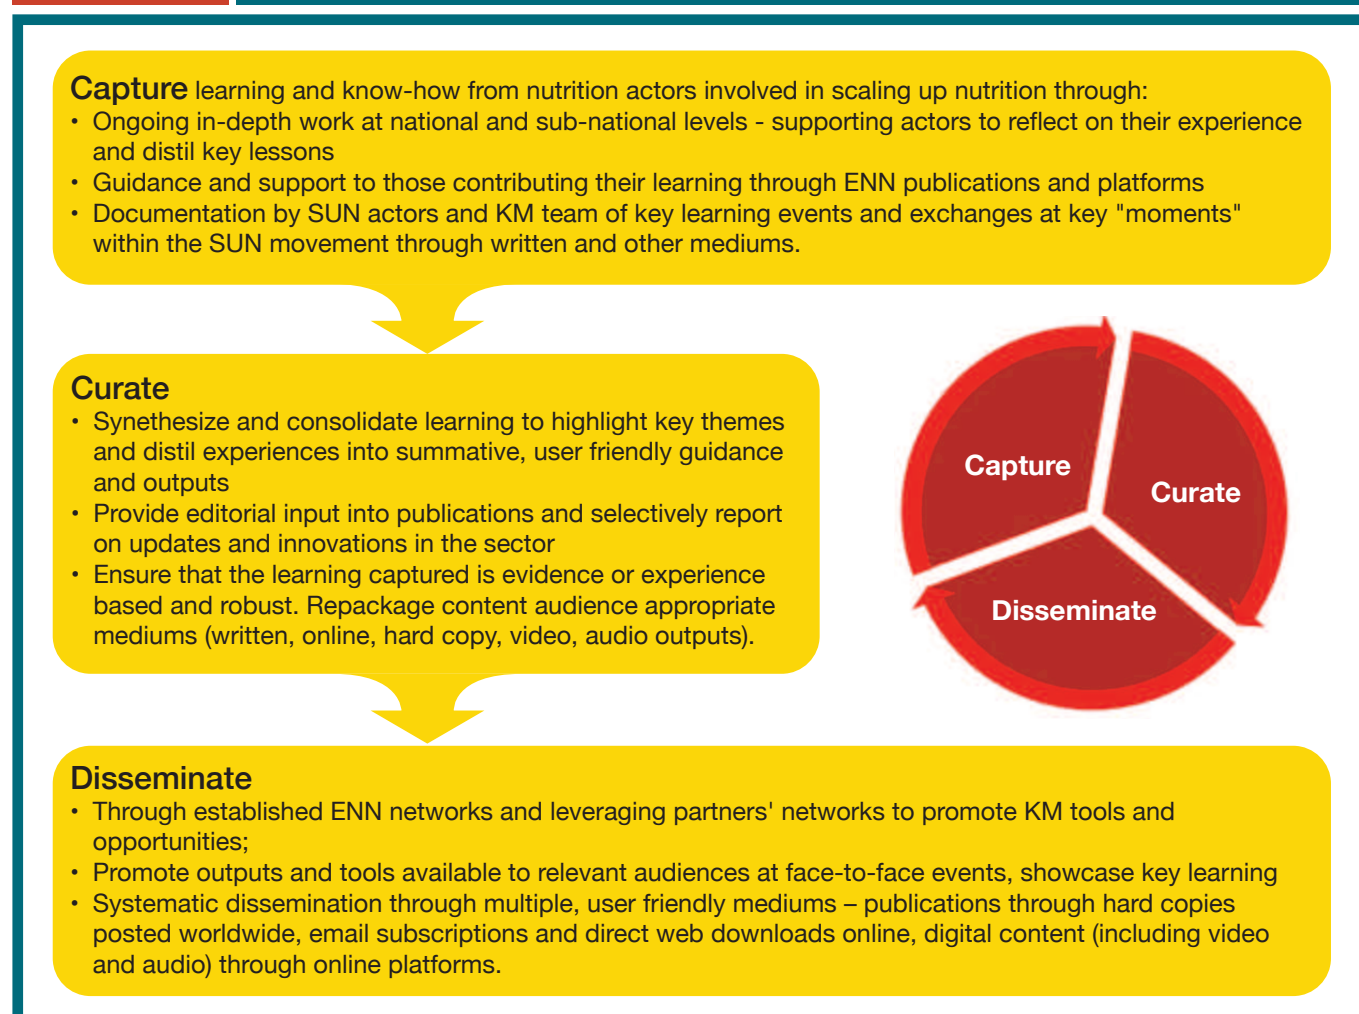 Capture learning and know-how from nutrition actors involved in scaling up nutrition through:
• Ongoing in-depth work at national and sub-national levels - supporting actors to reflect on their experience
and distil key lessons
• Guidance and support to those contributing their learning through ENN publications and platforms
• Documentation by SUN actors and KM team of key learning events and exchanges at key "moments"
within the SUN movement through written and other mediums.
Curate
• Synethesize and consolidate learning to highlight key themes
and distil experiences into summative, user friendly guidance
and outputs
• Provide editorial input into publications and selectively report
on updates and innovations in the sector
• Ensure that the learning captured is evidence or experience
based and robust. Repackage content audience appropriate
mediums (written, online, hard copy, video, audio outputs).
Capture
Curate
Disseminate
Disseminate
• Through established ENN networks and leveraging partners' networks to promote KM tools and
opportunities;
• Promote outputs and tools available to relevant audiences at face-to-face events, showcase key learning
• Systematic dissemination through multiple, user friendly mediums – publications through hard copies
posted worldwide, email subscriptions and direct web downloads online, digital content (including video
and audio) through online platforms.